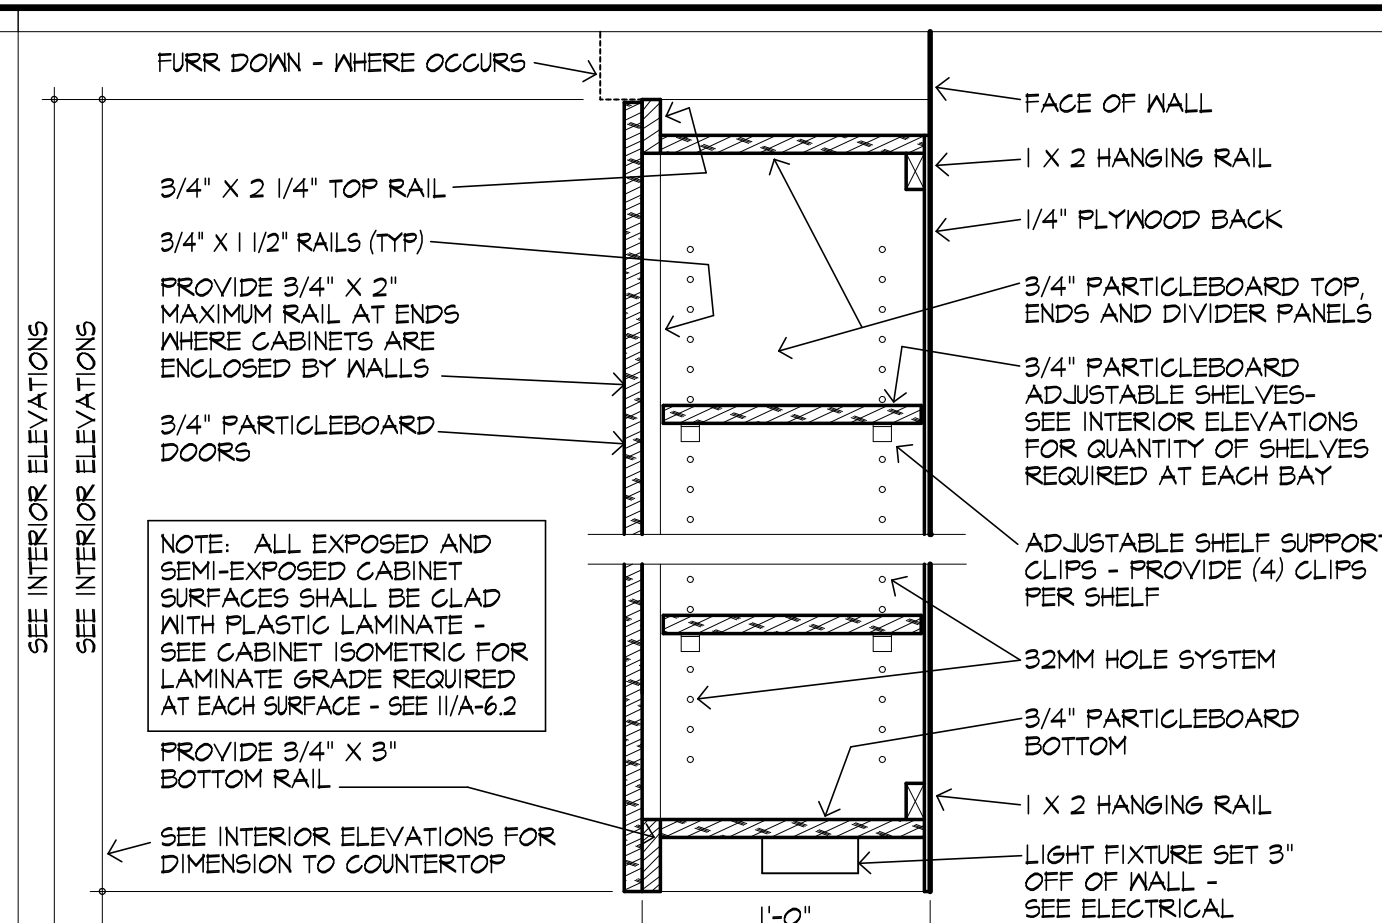 FURR DOWN - WHERE OCCURS
3/4" X 2 1/4" TOP RAIL
3/4" X 1 1/2" RAILS (TYP)
PROVIDE 3/4" X 2"
MAXIMUM RAIL AT ENDS
WHERE CABINETS ARE
ENCLOSED BY WALLS
3/4" PARTICLEBOARD
DOORS
SEE INTERIOR ELEVATIONS
SEE INTERIOR ELEVATIONS
NOTE: ALL EXPOSED AND
SEMI-EXPOSED CABINET
SURFACES SHALL BE CLAD
WITH PLASTIC LAMINATE -
SEE CABINET ISOMETRIC FOR
LAMINATE GRADE REQUIRED
AT EACH SURFACE - SEE 11/A-6.2
PROVIDE 3/4" X 3"
BOTTOM RAIL
SEE INTERIOR ELEVATIONS FOR
DIMENSION TO COUNTERTOP
FACE OF WALL
1 X 2 HANGING RAIL
1/4" PLYWOOD BACK
3/4" PARTICLEBOARD TOP,
ENDS AND DIVIDER PANELS
3/4" PARTICLEBOARD
ADJUSTABLE SHELVES-
SEE INTERIOR ELEVATIONS
FOR QUANTITY OF SHELVES
REQUIRED AT EACH BAY
ADJUSTABLE SHELF SUPPORT
CLIPS - PROVIDE (4) CLIPS
PER SHELF
32MM HOLE SYSTEM
3/4" PARTICLEBOARD
BOTTOM
1 X 2 HANGING RAIL
LIGHT FIXTURE SET 3"
OFF OF WALL -
SEE ELECTRICAL
1'-0"